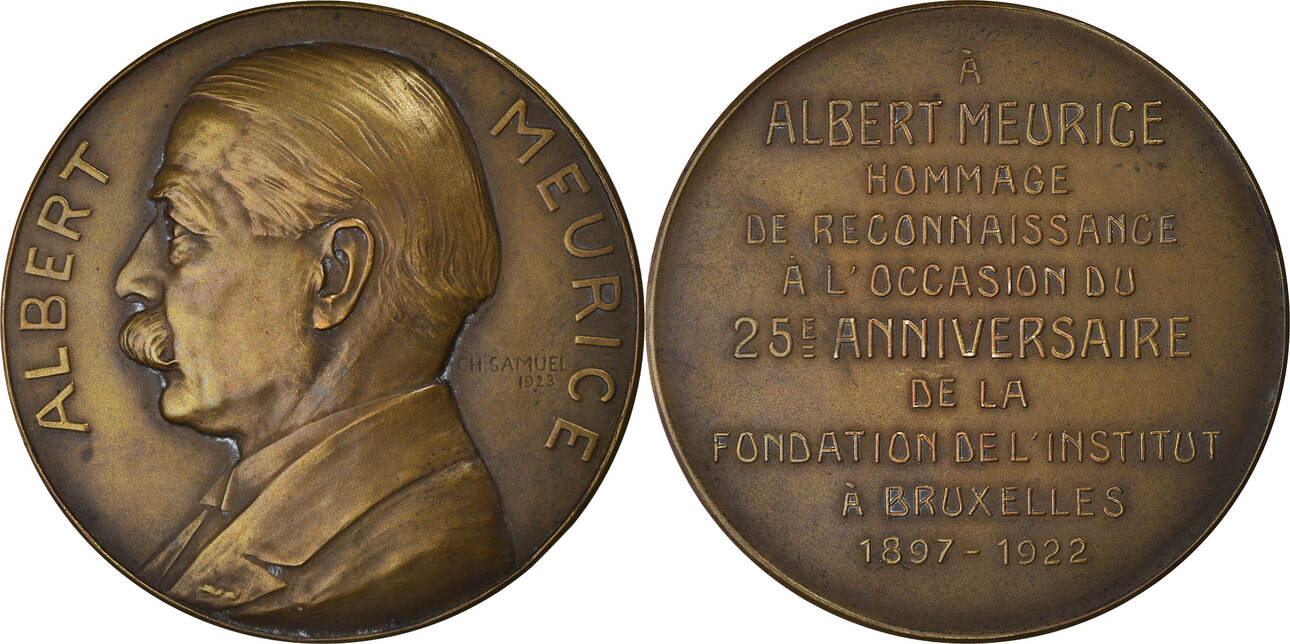 ALBERT MEURICE
CH. SAMUEL
1923
À
ALBERT MEURICE
HOMMAGE
DE RECONNAISSANCE
À L'OCCASION DU
25E ANNIVERSAIRE
DE LA
FONDATION DE L'INSTITUT
À BRUXELLES
1897-1922